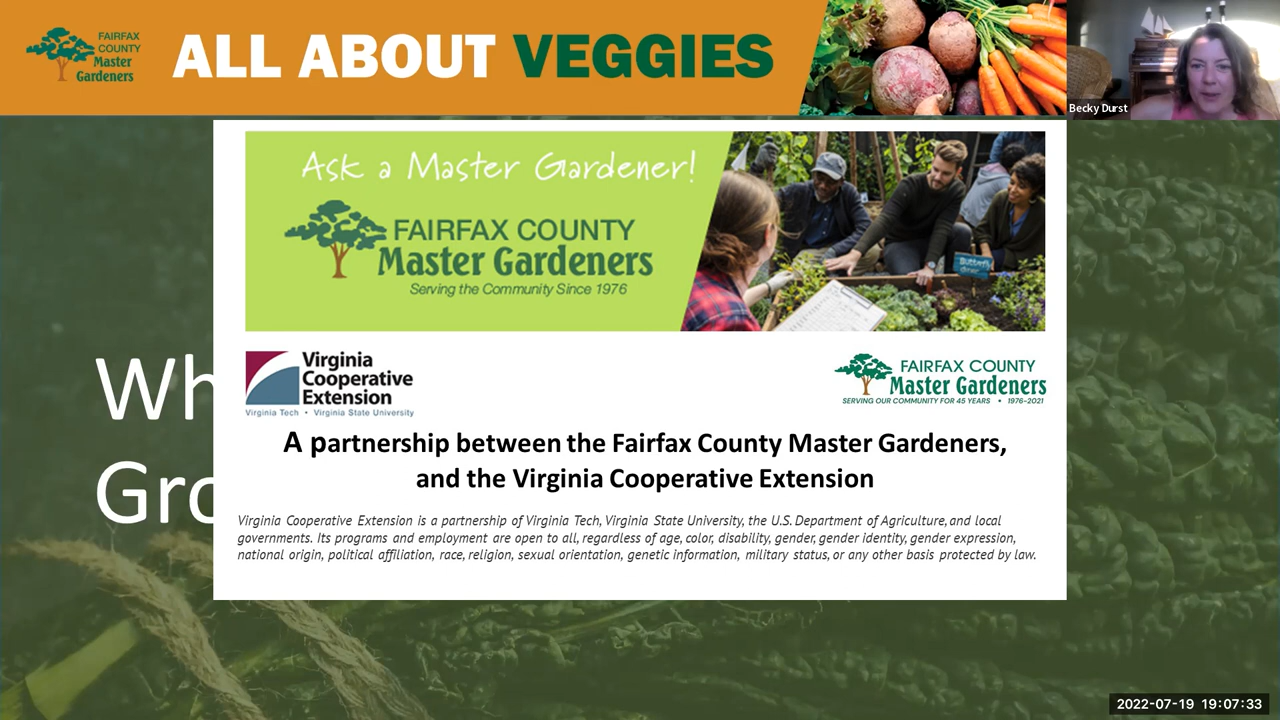 FAIRFAX
COUNTY
Master
Gardeners
ALL ABOUT VEGGIES
Becky Durst
Ask a Master Gardener!
FAIRFAX COUNTY
Master Gardeners
Serving the Community Since 1976
Butterfly
Virginia
Cooperative
Extension
Virginia Tech • Virginia State University
FAIRFAX COUNTY
Master Gardeners
SERVING OUR COMMUNITY FOR 45 YEARS • 1976-2021
Wh
Gro
A partnership between the Fairfax County Master Gardeners,
and the Virginia Cooperative Extension
Virginia Cooperative Extension is a partnership of Virginia Tech, Virginia State University, the U.S. Department of Agriculture, and local
governments. Its programs and employment are open to all, regardless of age, color, disability, gender, gender identity, gender expression,
national origin, political affiliation, race, religion, sexual orientation, genetic information, military status, or any other basis protected by law.
2022-07-19 19:07:33